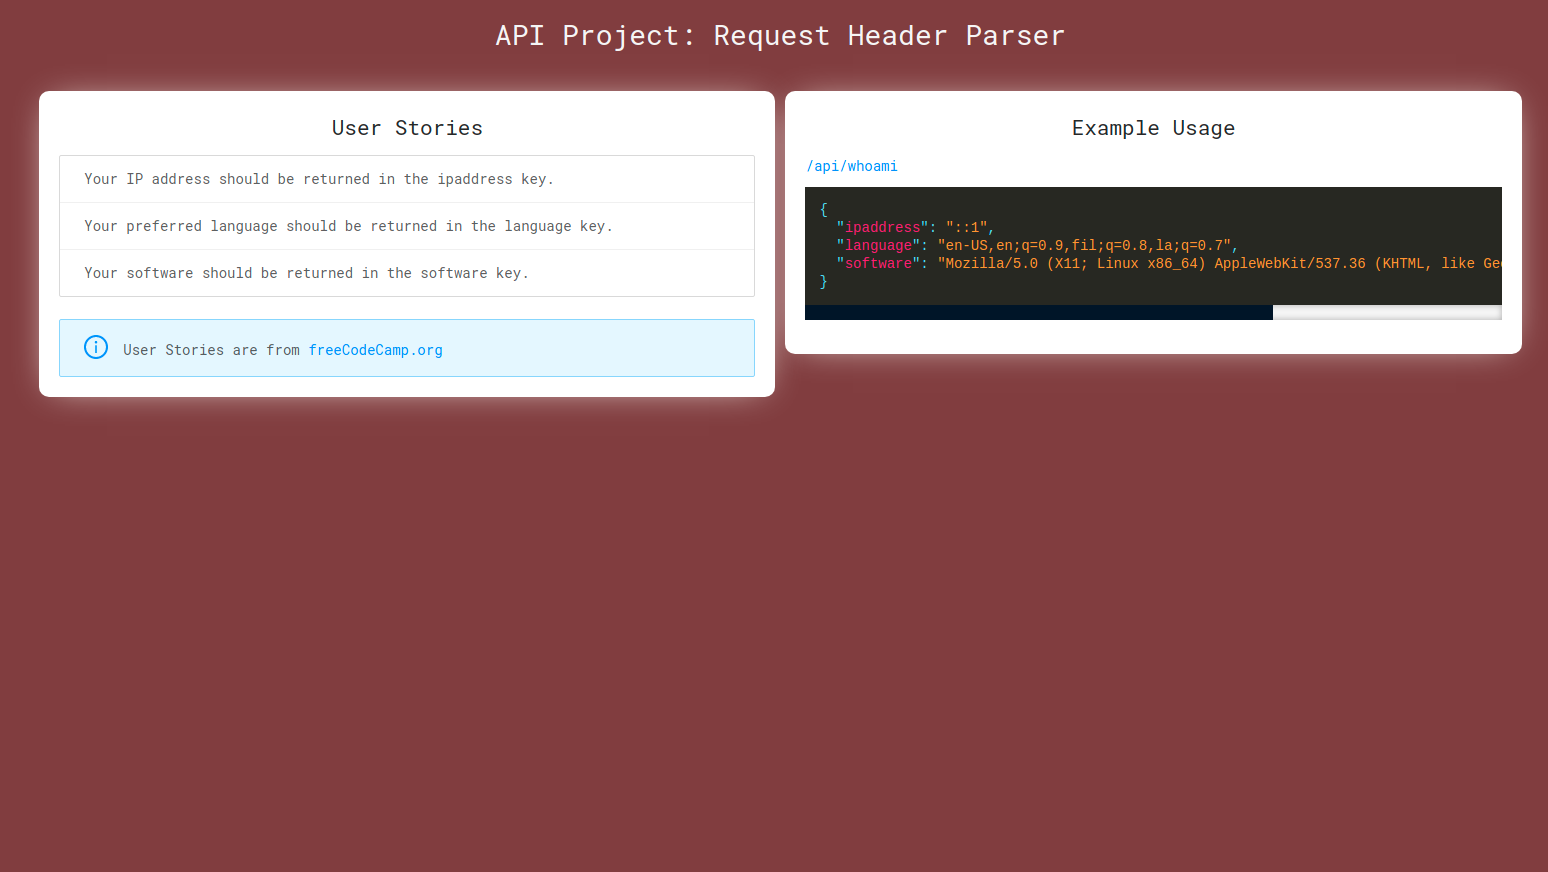 API Project: Request Header Parser
User Stories
Your IP address should be returned in the ipaddress key.
Your preferred language should be returned in the language key.
Your software should be returned in the software key.
User Stories are from freeCodeCamp.org
Example Usage
/api/whoami
{
"ipaddress": "::1",
"language": "en-US,en;q=0.9,fil;q=0.8,la;q=0.7",
"software": "Mozilla/5.0 (X11; Linux x86_64) AppleWebKit/537.36 (KHTML, like
}